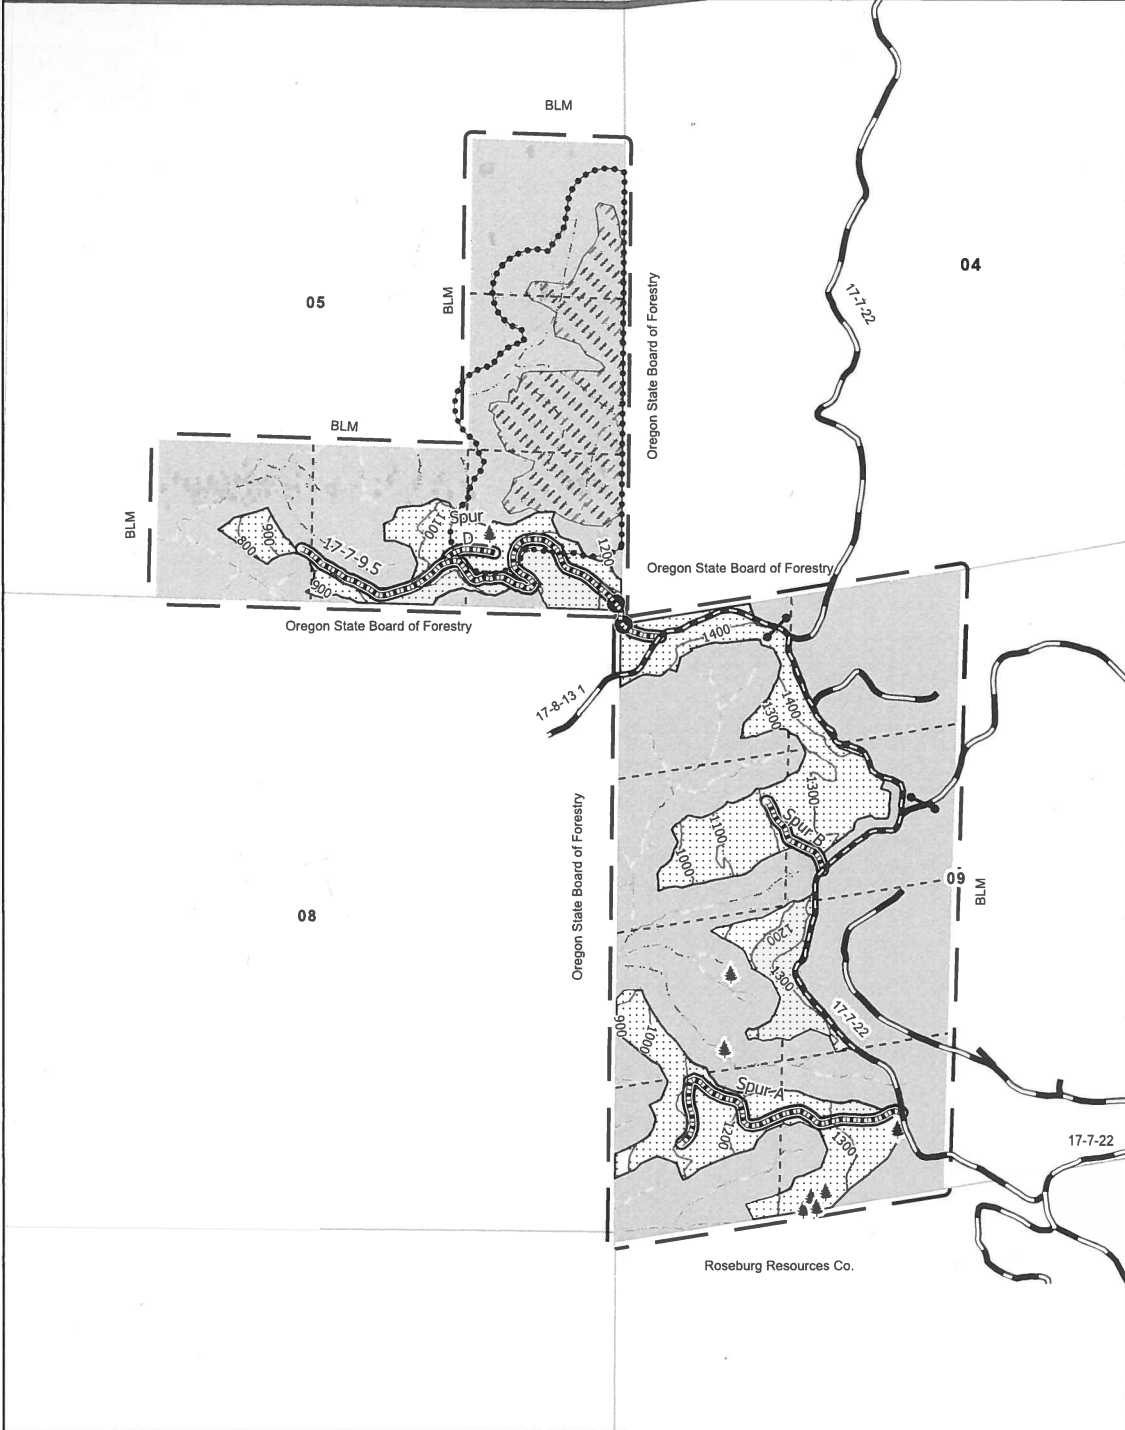 BLM
04
17-7-22
05
BLM
Oregon State Board of Forestry
BLM
BLM
Spur
D
1100
900
800
17-7-9.5
900
1200
Oregon State Board of Forestry
Oregon State Board of Forestry
1400
17-8-13 1
1400
1300
1300
Spur B
1100
1000
Oregon State Board of Forestry
09
BLM
08
1200
1300
17-7-22
900
1000
Spur A
1200
1300
17-7-22
Roseburg Resources Co.